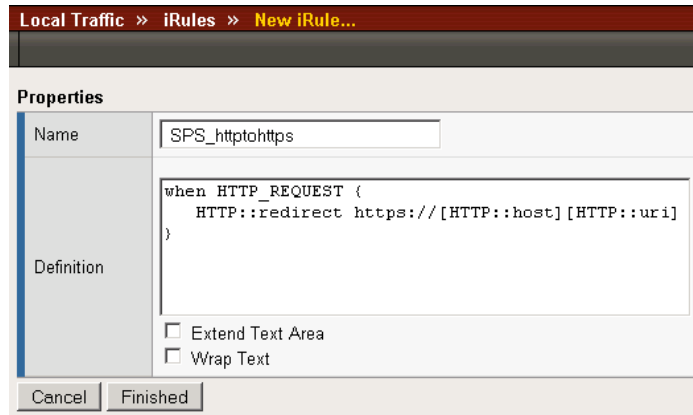 Local Traffic » iRules » New iRule...
Properties
Name
SPS_httptohttps
Definition
when HTTP_REQUEST {
HTTP::redirect https://[HTTP::host][HTTP::uri]
}
Extend Text Area
Wrap Text
Cancel Finished